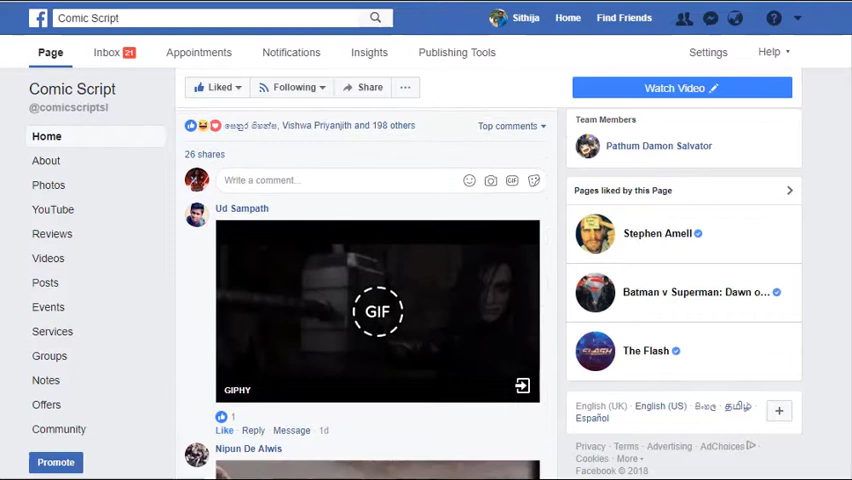 Comic Script
Sithija Home Find Friends
Page Inbox 21 Appointments Notifications Insights Publishing Tools Settings Help
Comic Script
@comicscriptsl
Home
About
Photos
YouTube
Reviews
Videos
Posts
Events
Services
Groups
Notes
Offers
Community
Promote
Liked Following Share ...
Vishwa Priyanjith and 198 others Top comments
26 shares
Write a comment... GIF
Ud Sampath
GIF
GIPHY
1
Like · Reply · Message · 1d
Nipun De Alwis
Watch Video
Team Members
Pathum Damon Salvator
Pages liked by this Page
Stephen Amell
Batman v Superman: Dawn o...
The Flash
English (UK) · English (US) · සිංහල · தமிழ் ·
Español
Privacy · Terms · Advertising · AdChoices ·
Cookies · More
Facebook © 2018